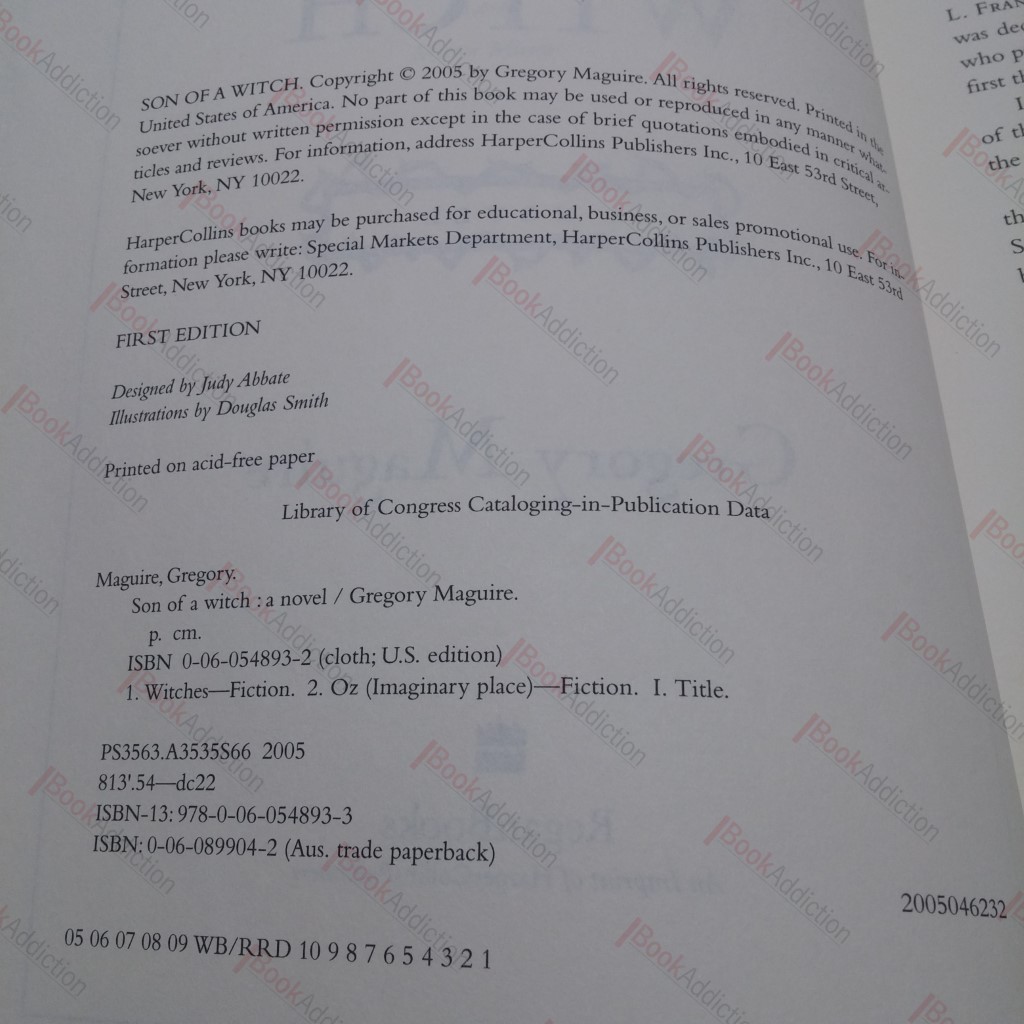 SON OF A WITCH. Copyright © 2005 by Gregory Maguire. All rights reserved. Printed in the
United States of America. No part of this book may be used or reproduced in any manner what-
soever without written permission except in the case of brief quotations embodied in critical ar-
ticles and reviews. For information, address HarperCollins Publishers Inc., 10 East 53rd Street,
New York, NY 10022.
HarperCollins books may be purchased for educational, business, or sales promotional use. For in-
formation please write: Special Markets Department, HarperCollins Publishers Inc., 10 East 53rd
Street, New York, NY 10022.
FIRST EDITION
Designed by Judy Abbate
Illustrations by Douglas Smith
Printed on acid-free paper
Library of Congress Cataloging-in-Publication Data
Maguire, Gregory.
Son of a witch : a novel / Gregory Maguire.
p. cm.
ISBN 0-06-054893-2 (cloth; U.S. edition)
1. Witches—Fiction. 2. Oz (Imaginary place)—Fiction. I. Title.
PS3563.A3535S66 2005
813'.54—dc22
ISBN-13: 978-0-06-054893-3
ISBN: 0-06-089904-2 (Aus. trade paperback)
2005046232
05 06 07 08 09 WB/RRD 10 9 8 7 6 5 4 3 2 1
L.
was
who
first
of
the
BookAddiction